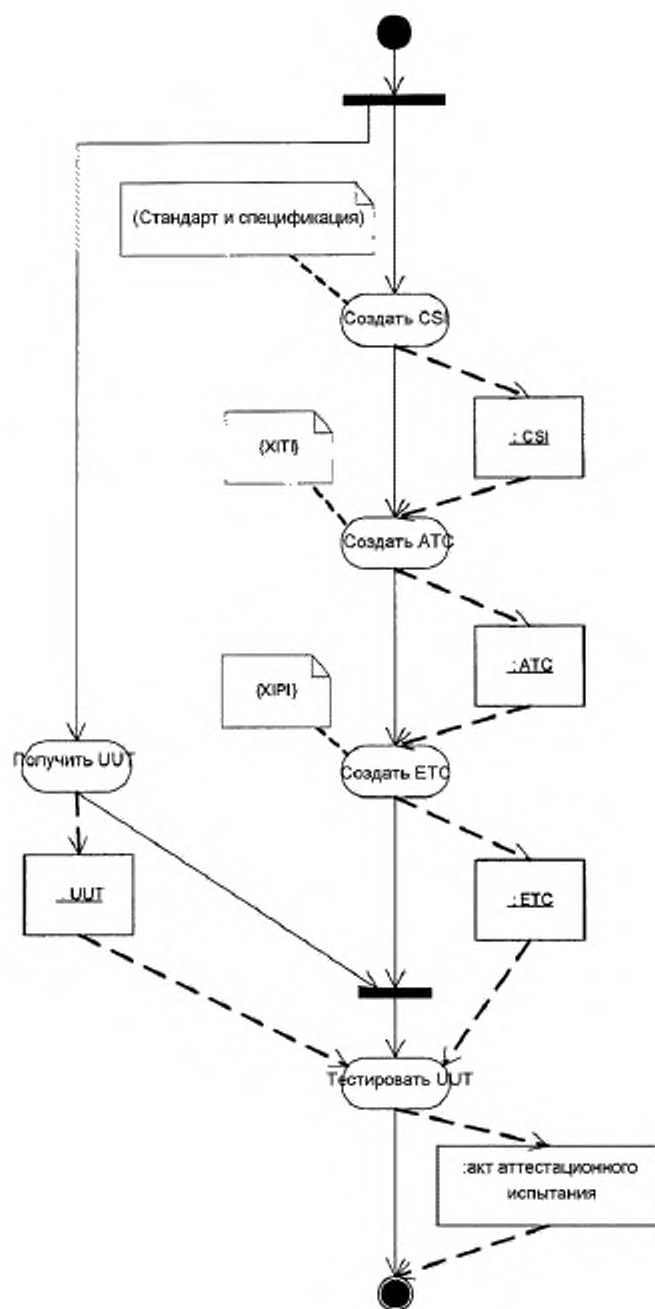 (Стандарт и спецификация)
Создать CSI
: CSI
{XITI}
Создать ATC
:ATC
{XIPI}
Получить UUT
Создать ETC
: UUT
:ETC
Тестировать UUT
:акт аттестационного
испытания